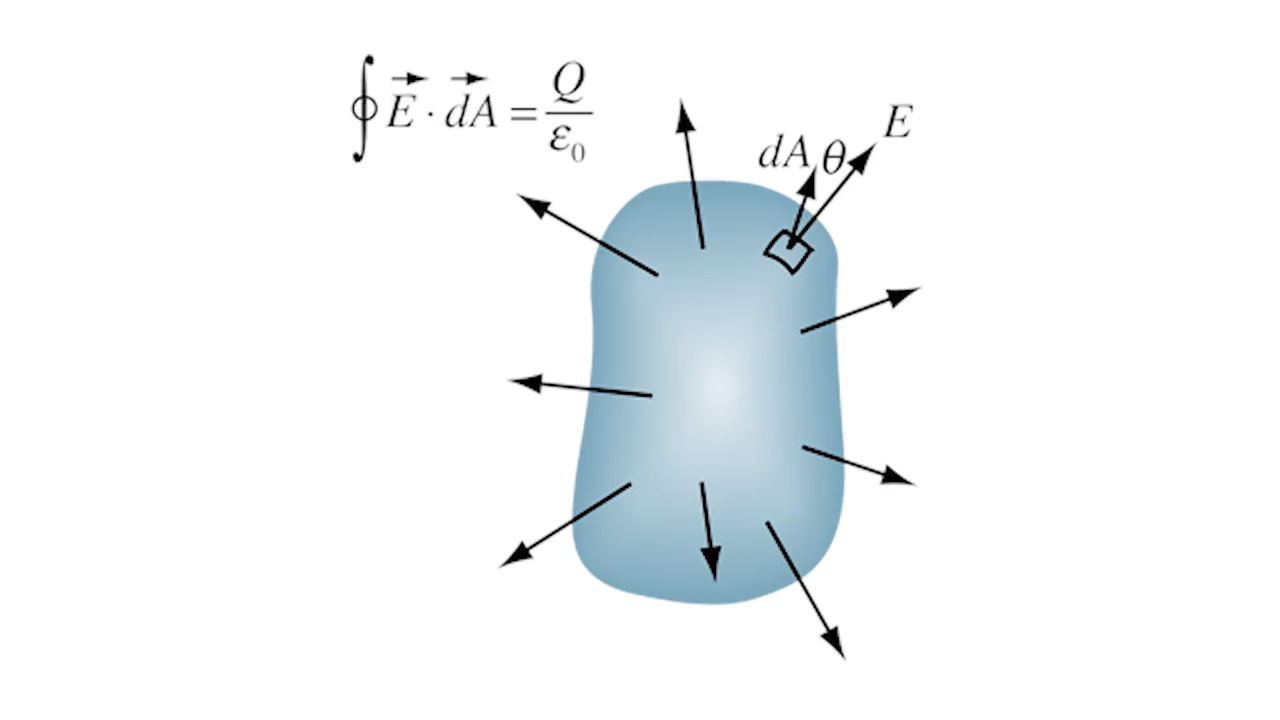 ∮ E⃗ · dA⃗ = Q/ε₀
E
dA θ